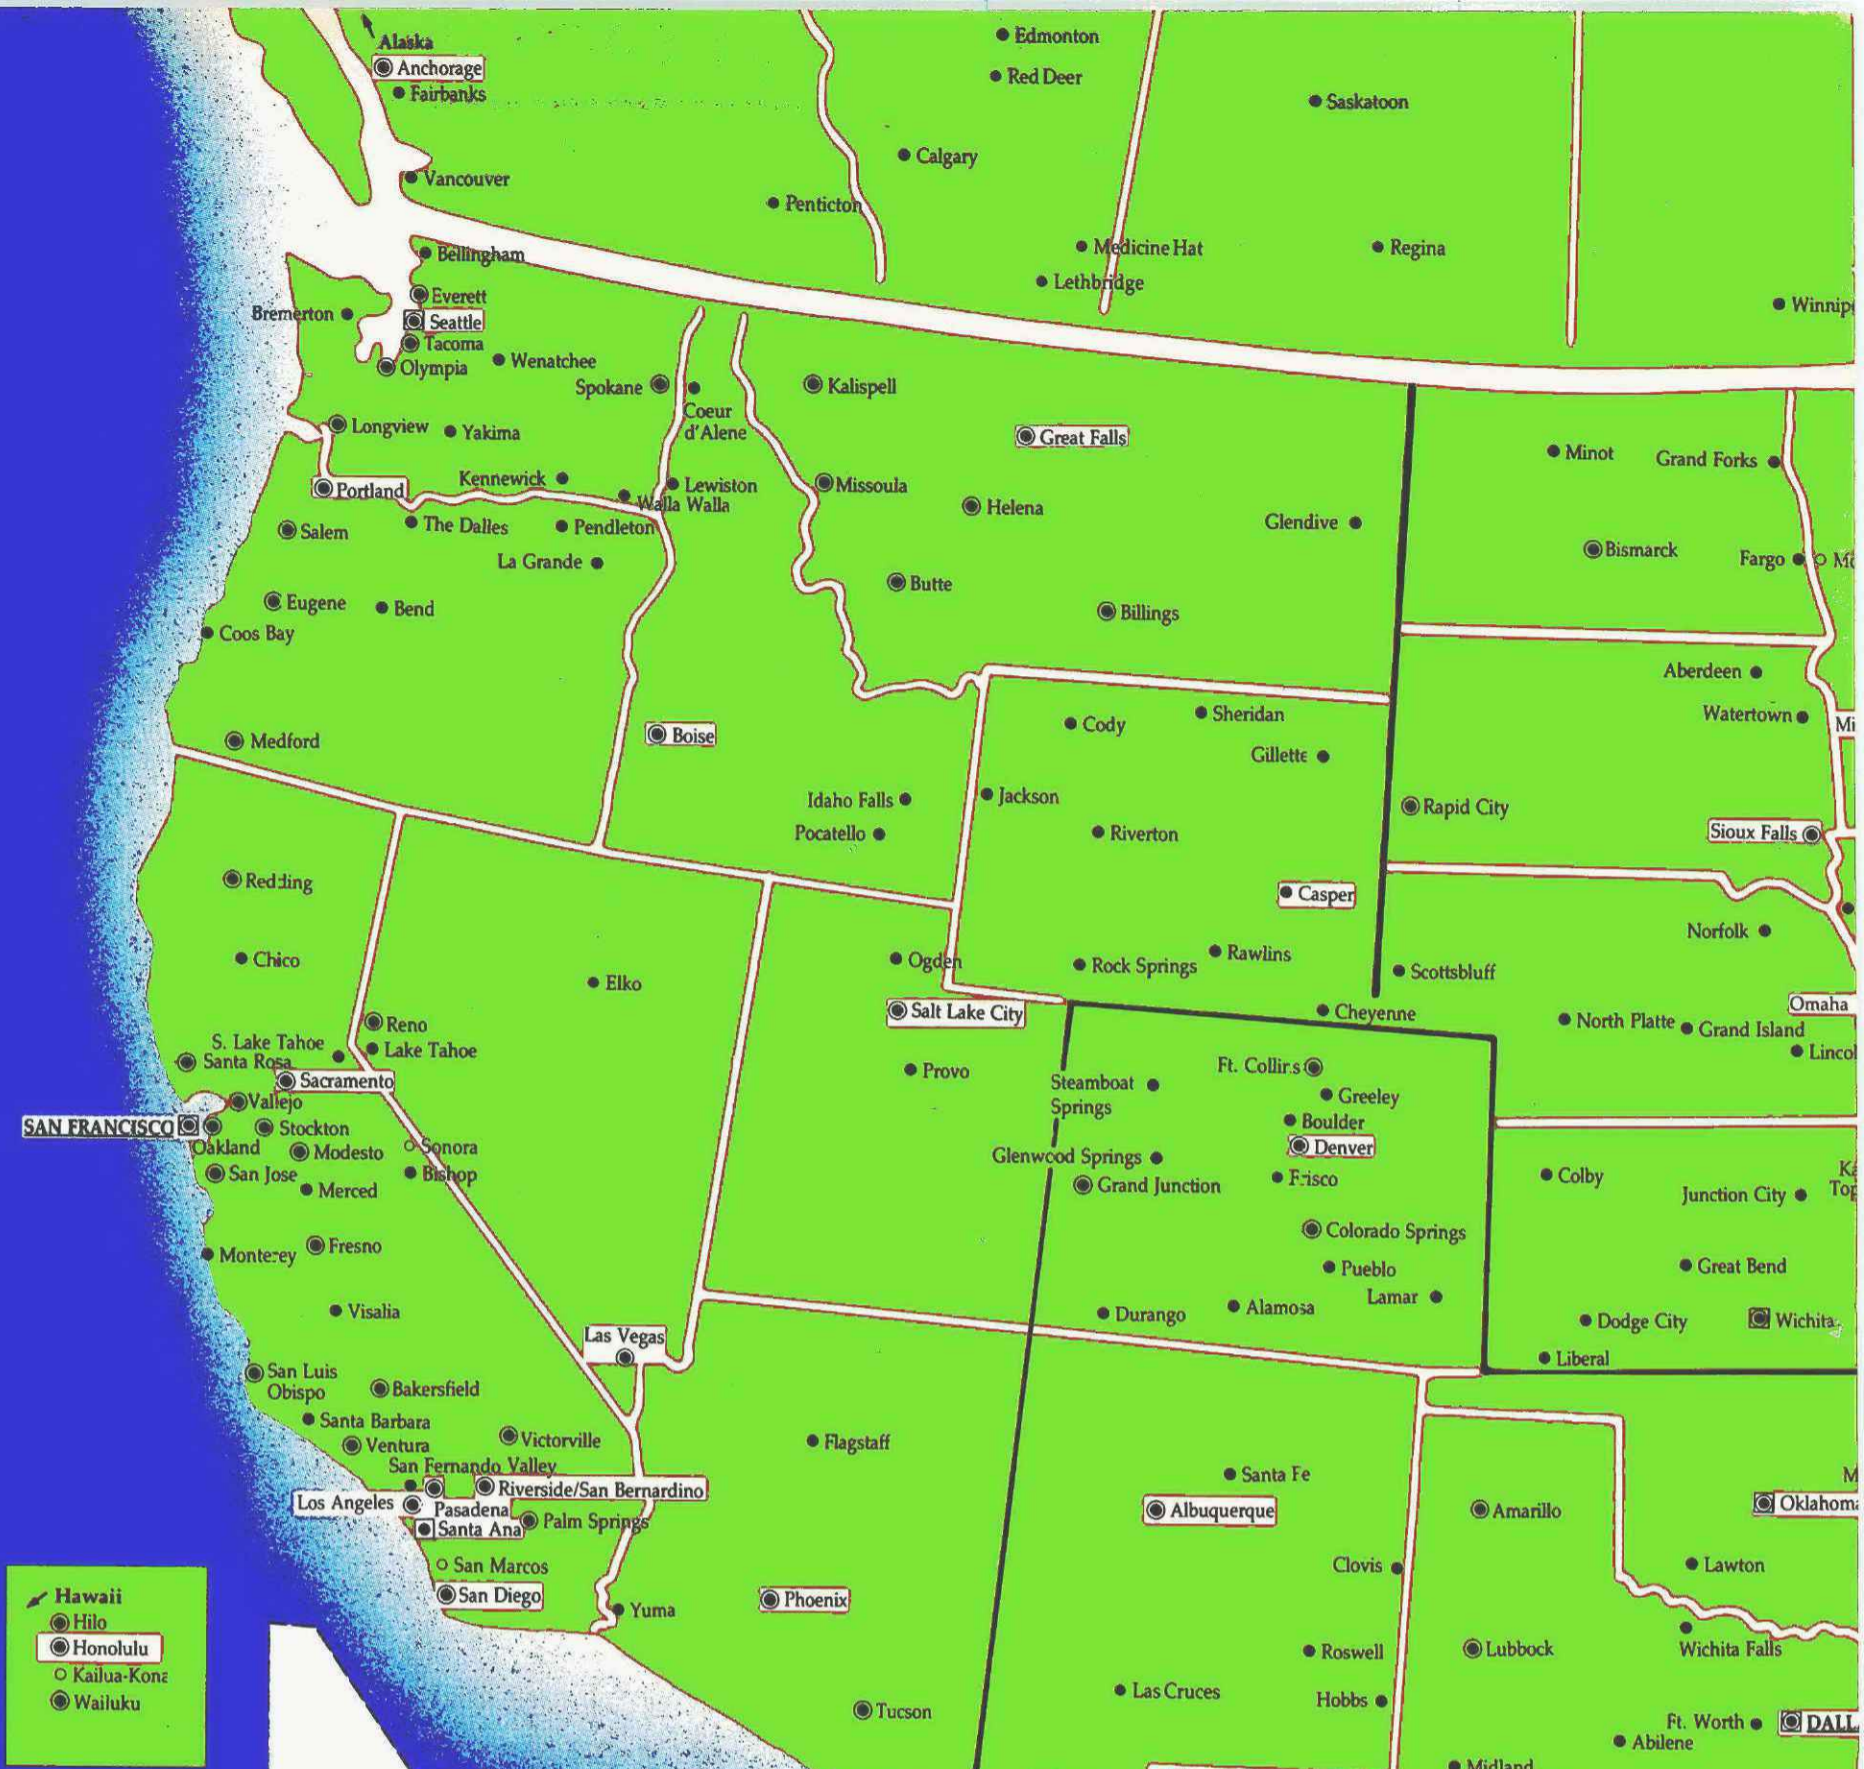 Alaska
Anchorage
Fairbanks
Edmonton
Red Deer
Saskatoon
Calgary
Vancouver
Penticton
Medicine Hat
Regina
Lethbridge
Bellingham
Everett
Bremerton
Seattle
Winnip
Tacoma
Olympia
Wenatchee
Spokane
Coeur
d'Alene
Kalispell
Longview
Yakima
Great Falls
Minot
Grand Forks
Kennewick
Portland
Lewiston
Walla Walla
Missoula
Helena
Salem
The Dalles
Pendleton
Glendive
La Grande
Butte
Bismarck
Fargo
Eugene
Bend
Billings
Coos Bay
Aberdeen
Medford
Boise
Cody
Sheridan
Watertown
Mi
Gillette
Idaho Falls
Jackson
Pocatello
Riverton
Rapid City
Sioux Falls
Redding
Casper
Norfolk
Chico
Elko
Ogden
Rock Springs
Rawlins
Scottsbluff
Omaha
Salt Lake City
Cheyenne
North Platte
Grand Island
Reno
S. Lake Tahoe
Lake Tahoe
Lincol
Santa Rosa
Provo
Ft. Collins
Sacramento
Steamboat
Springs
Greeley
Vallejo
SAN FRANCISCO
Stockton
Boulder
Oakland
Modesto
Sonora
Denver
Glenwood Springs
San Jose
Bishop
Merced
Grand Junction
Frisco
Colby
Junction City
Top
Monterey
Fresno
Colorado Springs
Pueblo
Great Bend
Visalia
Lamar
Durango
Alamosa
Dodge City
Wichita
Las Vegas
Liberal
San Luis
Obispo
Bakersfield
Santa Barbara
Ventura
Victorville
Flagstaff
San Fernando Valley
Santa Fe
M
Riverside/San Bernardino
Los Angeles
Pasadena
Albuquerque
Amarillo
Oklahoma
Santa Ana
Palm Springs
San Marcos
Clovis
Lawton
San Diego
Yuma
Phoenix
Hawaii
Hilo
Honolulu
Kailua-Kona
Wailuku
Roswell
Lubbock
Wichita Falls
Las Cruces
Hobbs
Tucson
Ft. Worth
DALL
Abilene
Midland